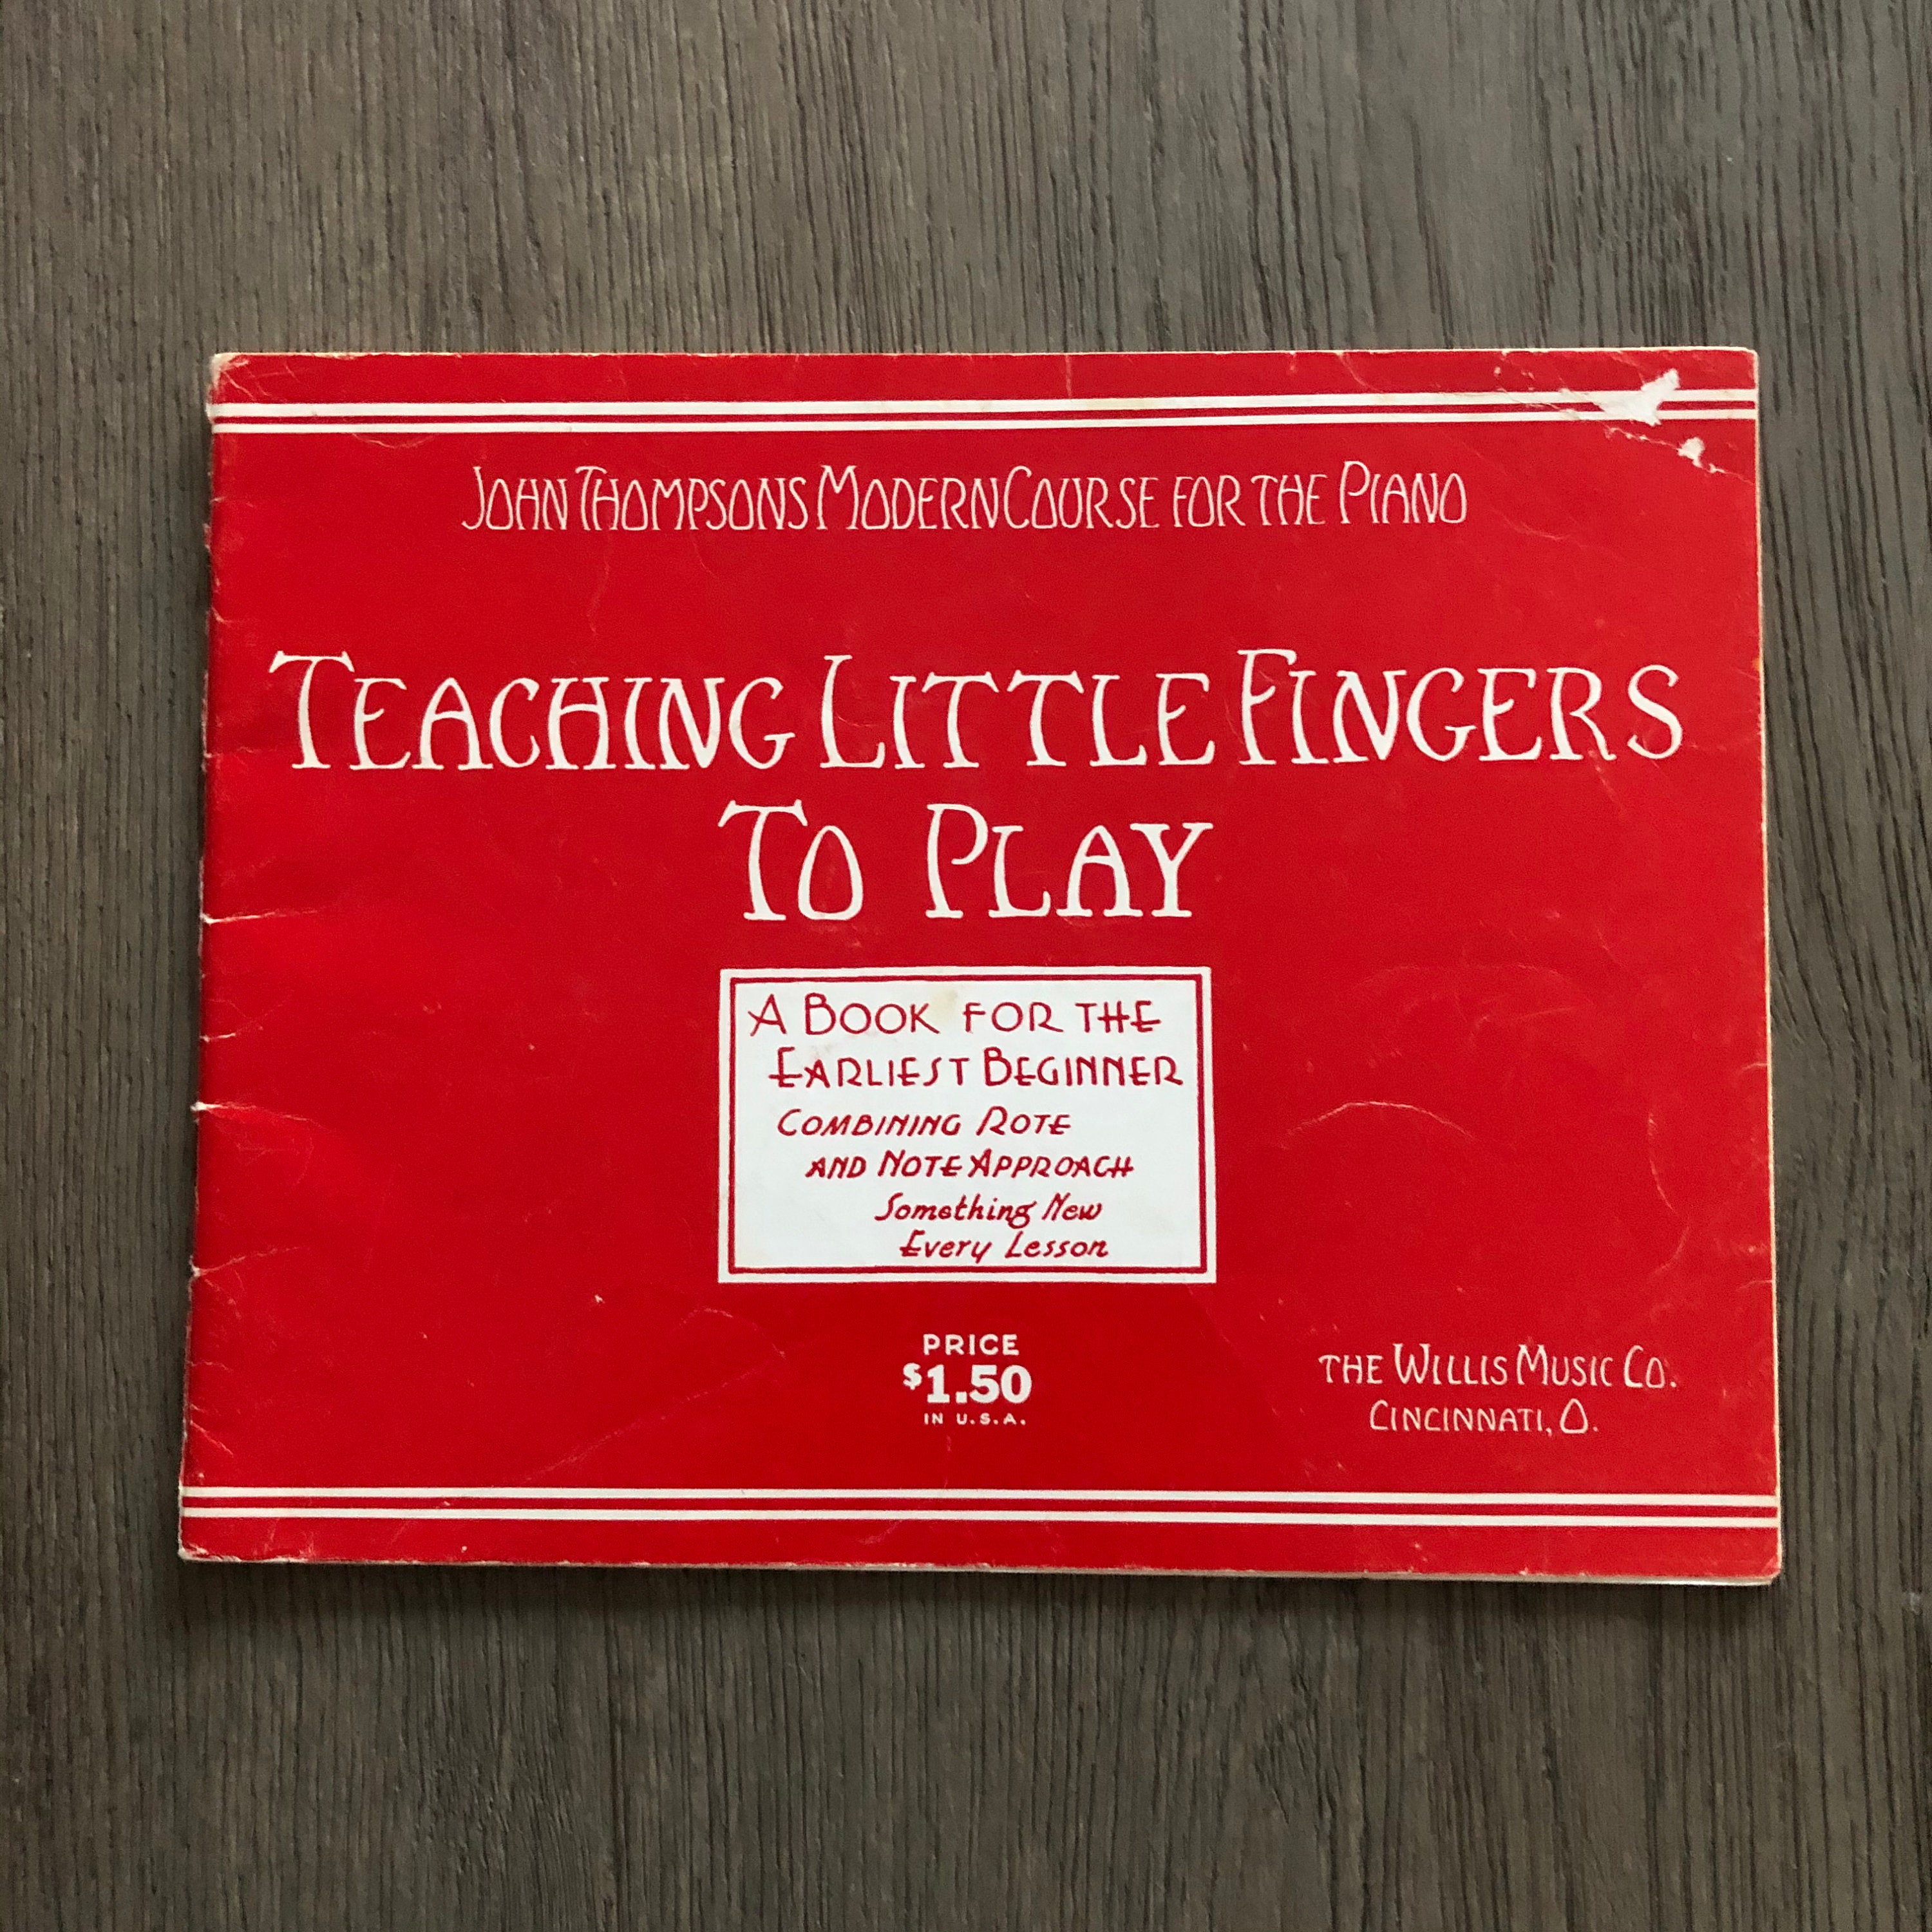 JOHN THOMPSONS MODERN COURSE FOR THE PIANO
TEACHING LITTLE FINGERS
TO PLAY
A BOOK FOR THE
EARLIEST BEGINNER
COMBINING ROTE
AND NOTE APPROACH
Something New
Every Lesson
PRICE
$1.50
IN U.S.A.
THE WILLIS MUSIC CO.
CINCINNATI, O.